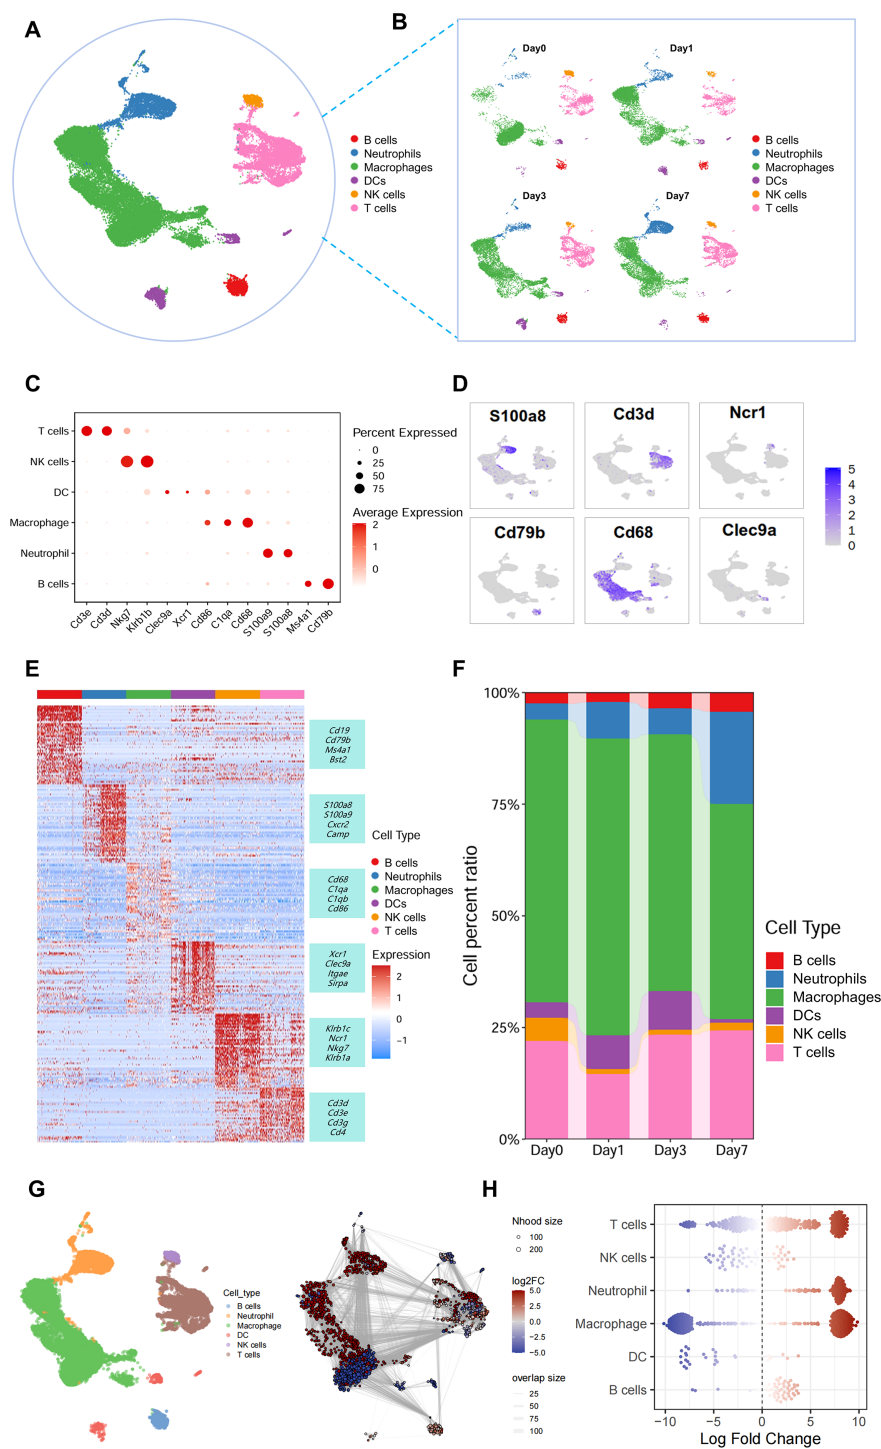 A
B cells
Neutrophils
Macrophages
DCs
NK cells
T cells
B
Day0
Day1
Day3
Day7
B cells
Neutrophils
Macrophages
DCs
NK cells
T cells
C
T cells
NK cells
DC
Macrophage
Neutrophil
B cells
Cd3e
Cd3d
Nkg7
Klrb1b
Clec9a
Xcr1
Cd86
C1qa
Cd68
S100a9
S100a8
Ms4a1
Cd79b
Percent Expressed
0
25
50
75
Average Expression
2
1
0
D
S100a8
Cd3d
Ncr1
Cd79b
Cd68
Clec9a
5
4
3
2
1
0
E
Cd19
Cd79b
Ms4a1
Bst2
S100a8
S100a9
Cxcr2
Camp
Cd68
C1qa
C1qb
Cd86
Xcr1
Clec9a
Itgae
Sirpa
Klrb1c
Ncr1
Nkg7
Klrb1a
Cd3d
Cd3e
Cd3g
Cd4
Cell Type
B cells
Neutrophils
Macrophages
DCs
NK cells
T cells
Expression
2
1
0
−1
F
Cell percent ratio
100%
75%
50%
25%
0%
Day0
Day1
Day3
Day7
Cell Type
B cells
Neutrophils
Macrophages
DCs
NK cells
T cells
G
Cell_type
B cells
Neutrophil
Macrophage
DC
NK cells
T cells
Nhood size
100
200
log2FC
5.0
2.5
0.0
−2.5
−5.0
overlap size
25
50
75
100
H
T cells
NK cells
Neutrophil
Macrophage
DC
B cells
−10
−5
0
5
10
Log Fold Change